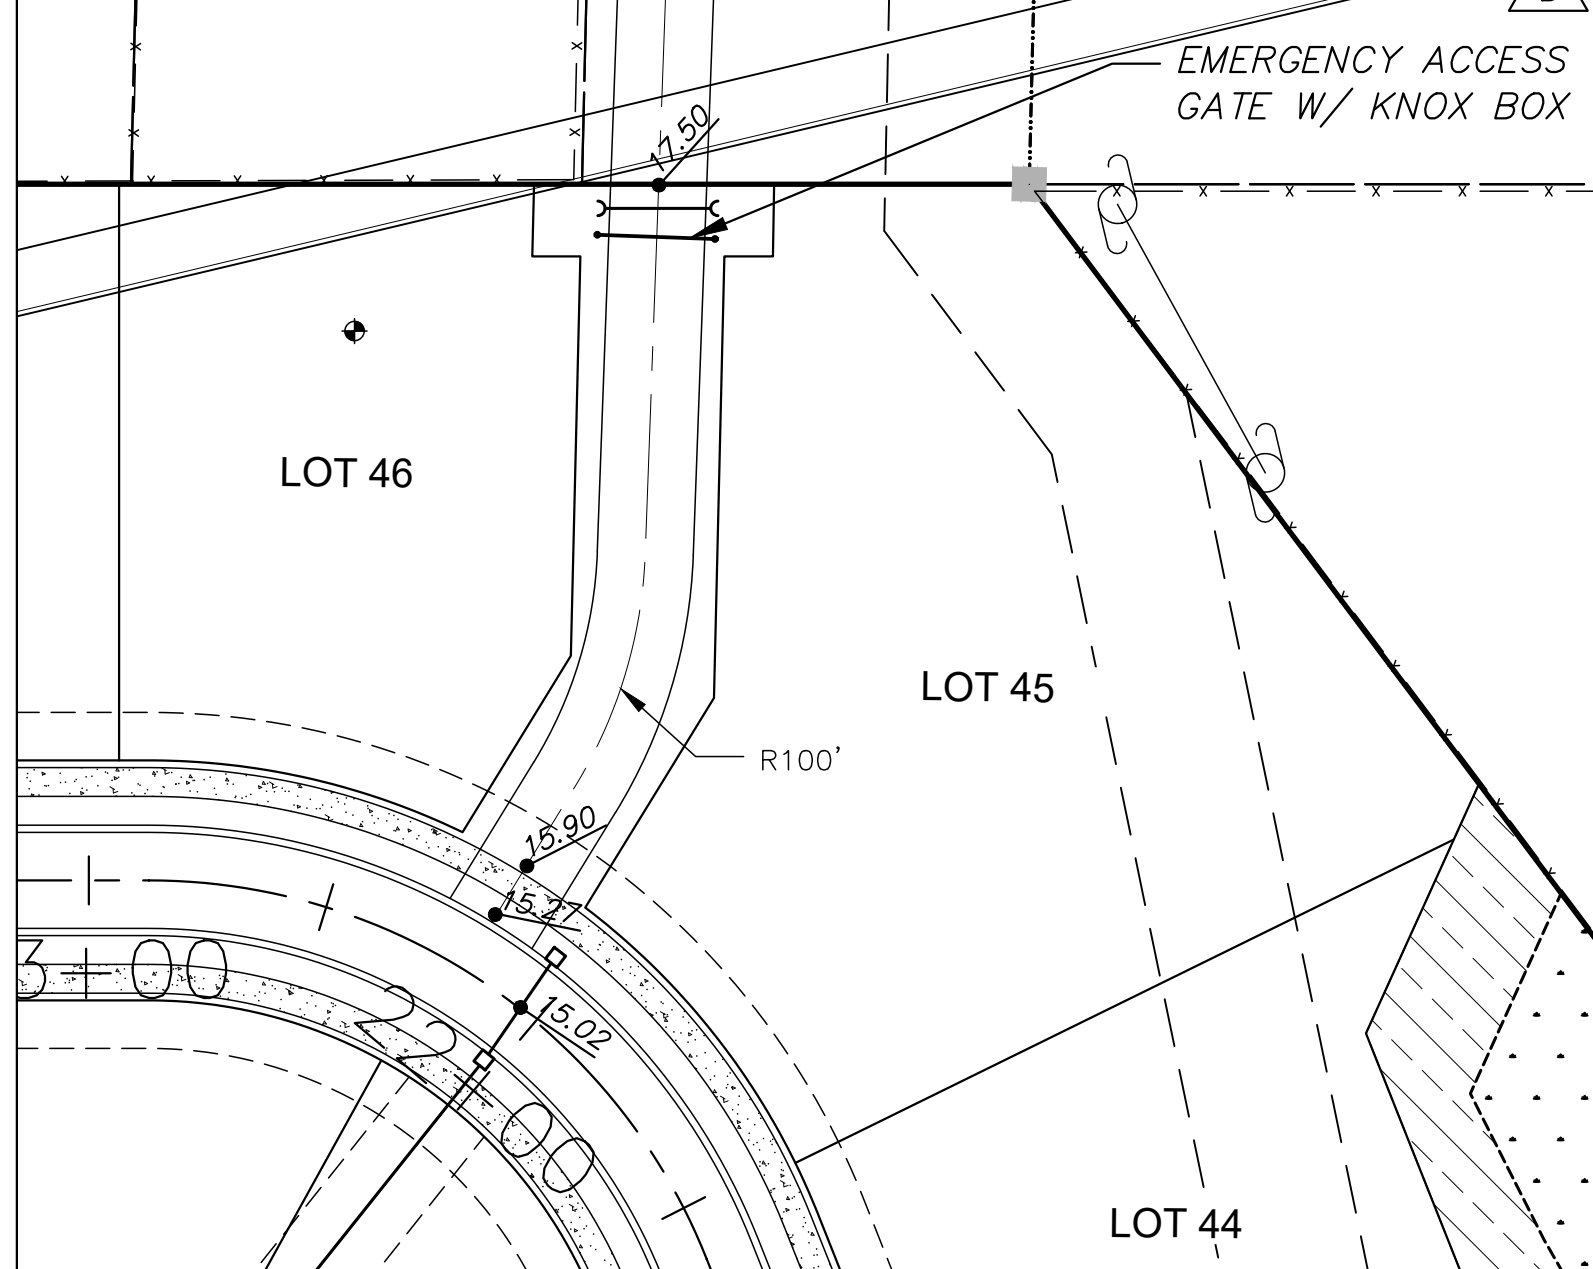 EMERGENCY ACCESS
GATE W/ KNOX BOX
17.50
LOT 46
LOT 45
R100'
15.90
15.27
3+00
22+00
15.02
LOT 44